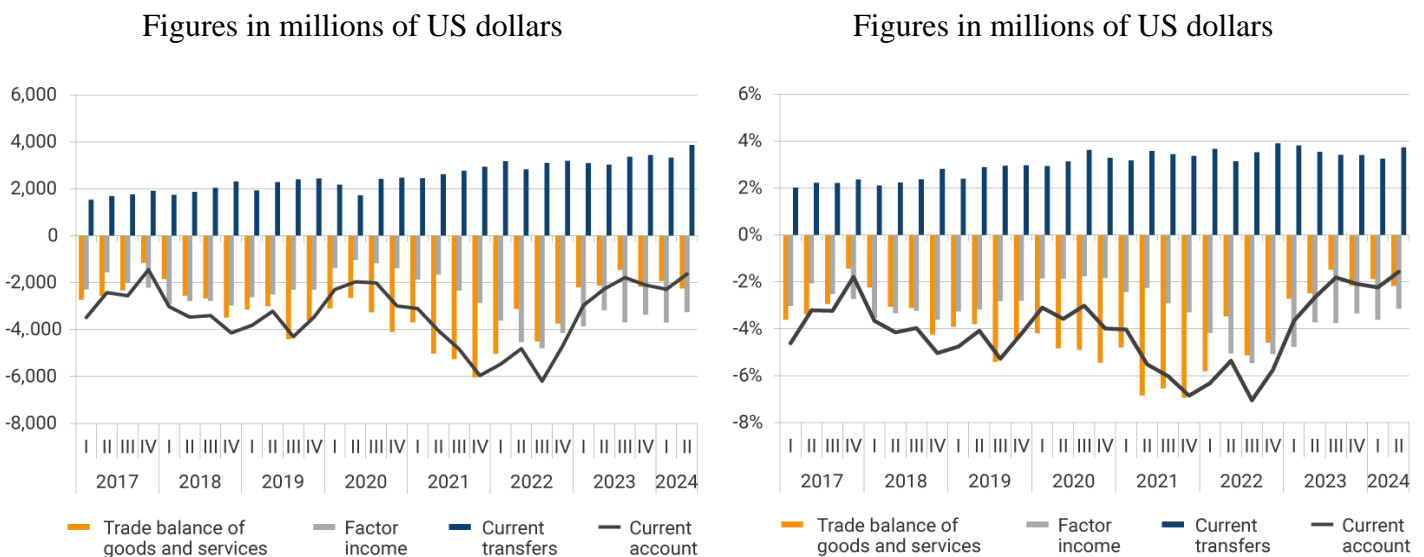 Figures in millions of US dollars
6,000
4,000
2,000
0
-2,000
-4,000
-6,000
-8,000
I II III IV I II III IV I II III IV I II III IV I II III IV I II III IV I II III IV I II
2017 2018 2019 2020 2021 2022 2023 2024
Trade balance of goods and services
Factor income
Current transfers
Current account
Figures in millions of US dollars
6%
4%
2%
0%
-2%
-4%
-6%
-8%
I II III IV I II III IV I II III IV I II III IV I II III IV I II III IV I II III IV I II
2017 2018 2019 2020 2021 2022 2023 2024
Trade balance of goods and services
Factor income
Current transfers
Current account